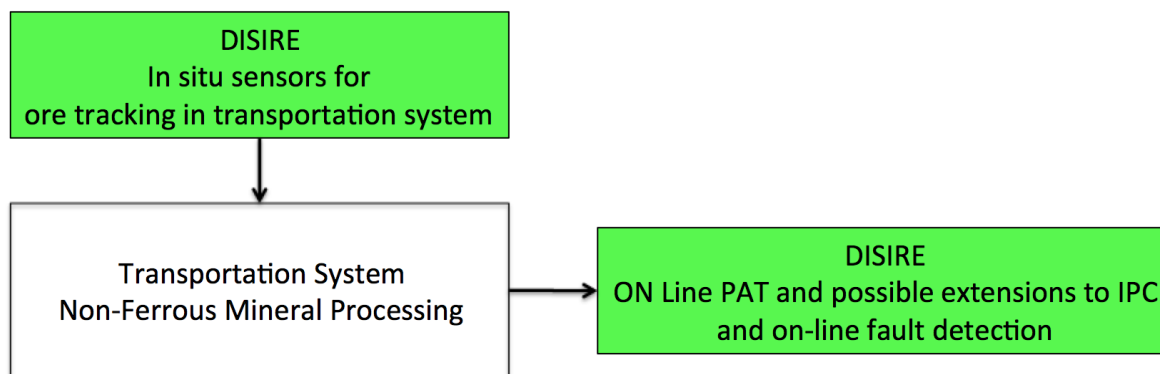 DISIRE
In situ sensors for
ore tracking in transportation system
Transportation System
Non-Ferrous Mineral Processing
DISIRE
ON Line PAT and possible extensions to IPC
and on-line fault detection